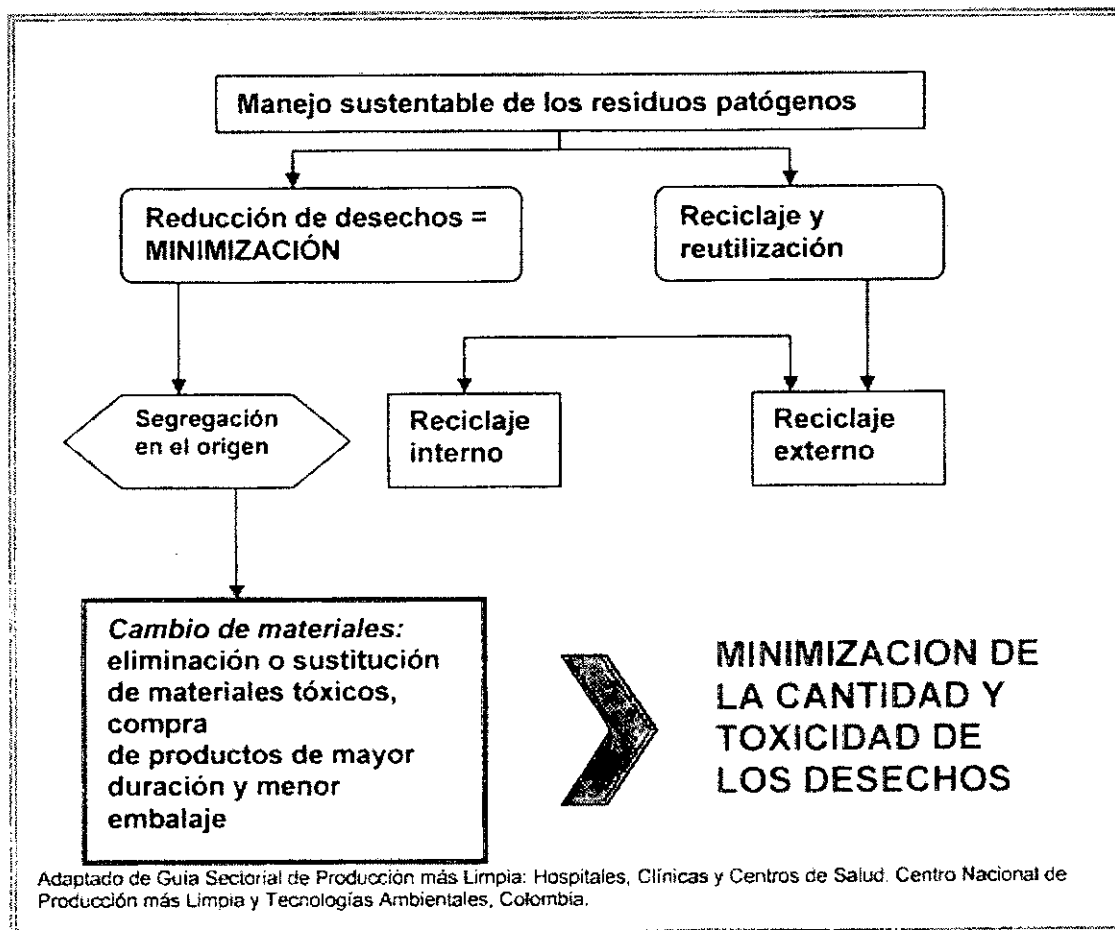 Manejo sustentable de los residuos patógenos
Reducción de desechos =
MINIMIZACIÓN
Reciclaje y
reutilización
Segregación
en el origen
Reciclaje
interno
Reciclaje
externo
Cambio de materiales:
eliminación o sustitución
de materiales tóxicos,
compra
de productos de mayor
duración y menor
embalaje
MINIMIZACION DE
LA CANTIDAD Y
TOXICIDAD DE
LOS DESECHOS
Adaptado de Guia Sectorial de Producción más Limpia: Hospitales, Clínicas y Centros de Salud. Centro Nacional de
Producción más Limpia y Tecnologías Ambientales, Colombia.